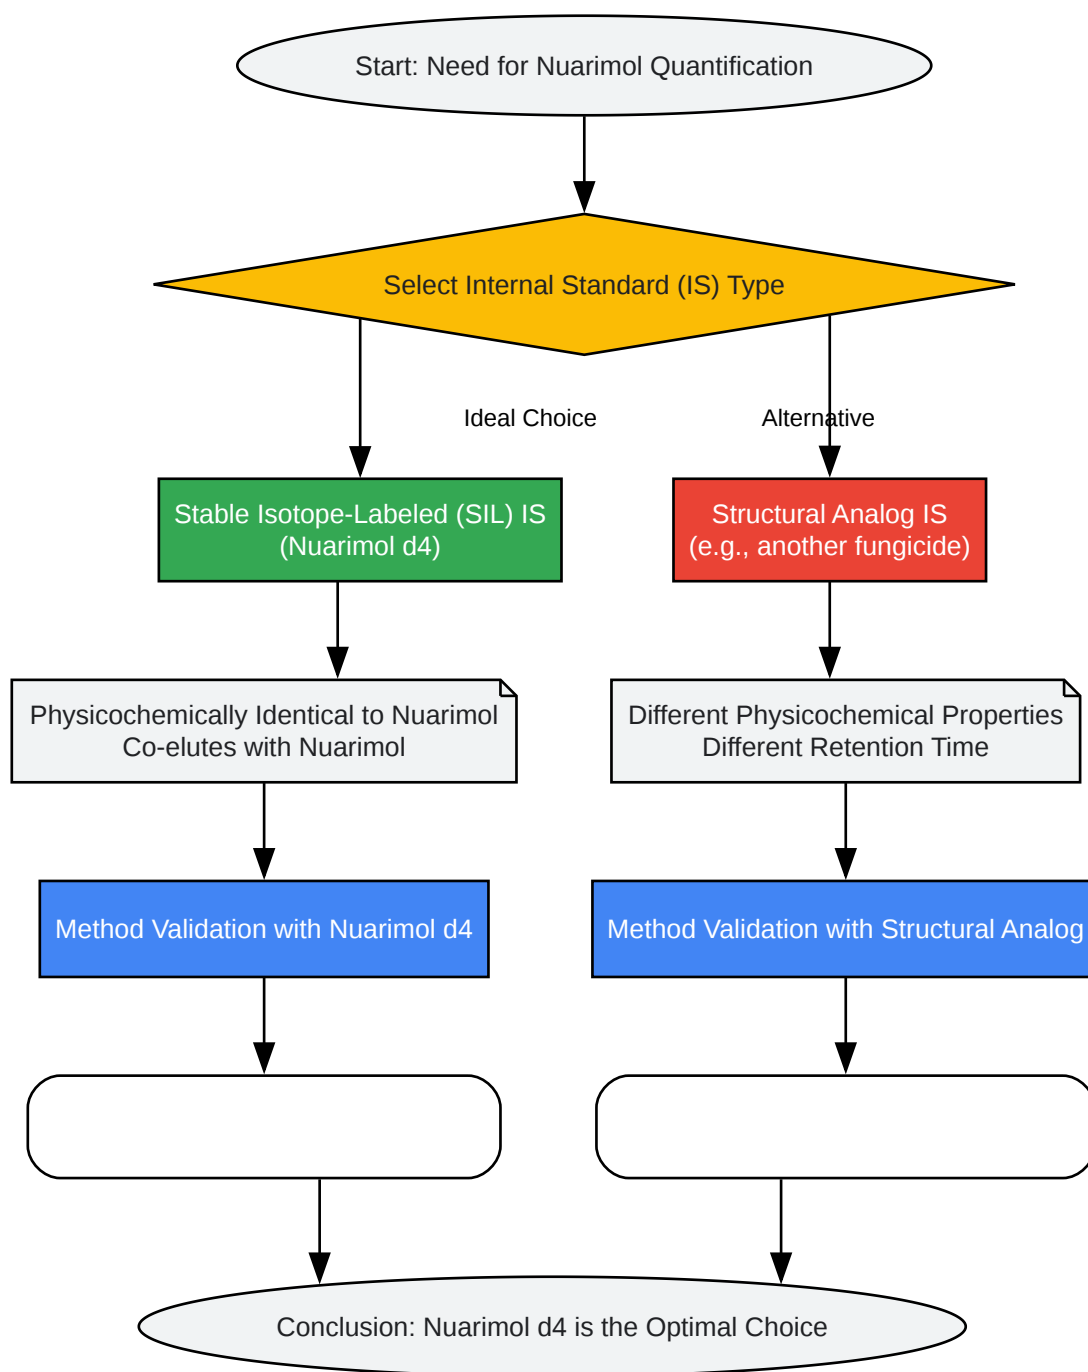 Start: Need for Nuarimol Quantification
Select Internal Standard (IS) Type
Ideal Choice
Alternative
Stable Isotope-Labeled (SIL) IS
(Nuarimol d4)
Structural Analog IS
(e.g., another fungicide)
Physicochemically Identical to Nuarimol
Co-elutes with Nuarimol
Different Physicochemical Properties
Different Retention Time
Method Validation with Nuarimol d4
Method Validation with Structural Analog
Conclusion: Nuarimol d4 is the Optimal Choice